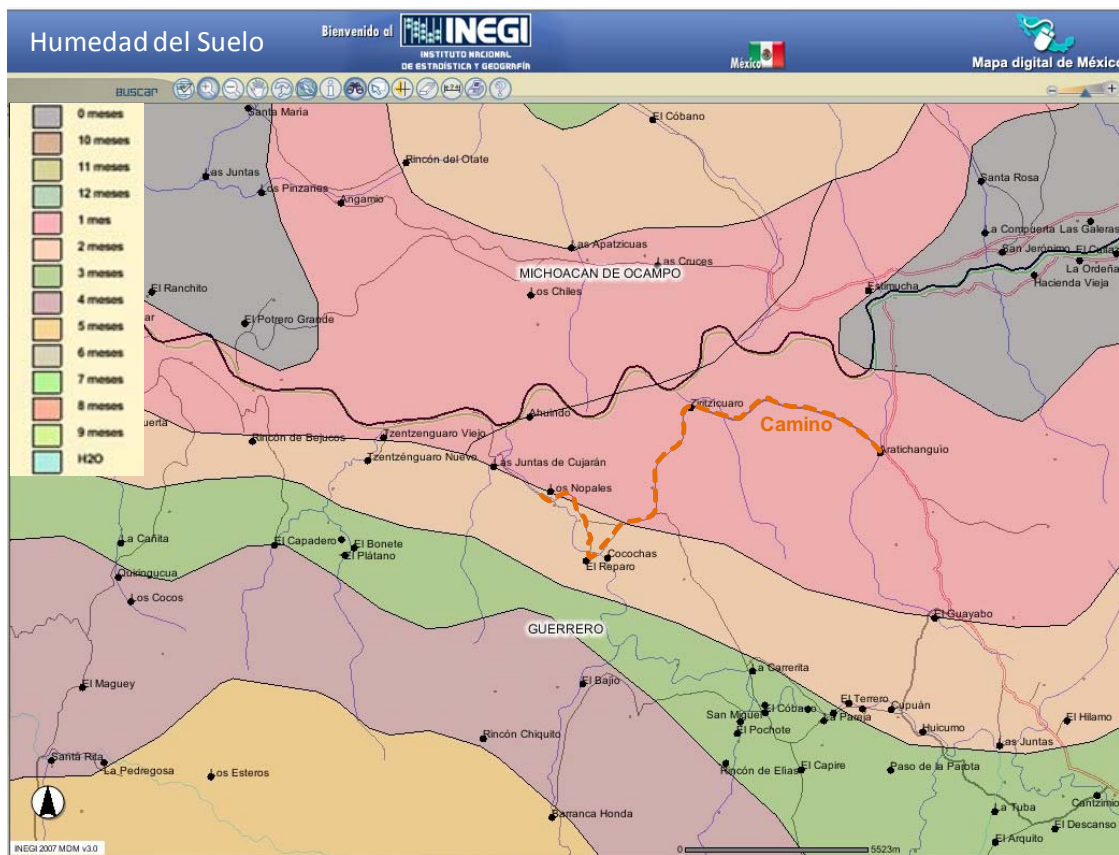 Humedad del Suelo
Bienvenido al INEGI
INSTITUTO NACIONAL
DE ESTADÍSTICA Y GEOGRAFÍA
México
Mapa digital de México
BUSCAR
0 meses
10 meses
11 meses
12 meses
1 mes
2 meses
3 meses
4 meses
5 meses
6 meses
7 meses
8 meses
9 meses
H2O
Santa María
El Cóbano
Rincón del Otate
Las Juntas
Los Pinzanes
Angamio
Santa Rosa
La Compuerta
Las Galeras
Las Apatzicuas
San Jerónimo
Las Cruces
La Ordeña
MICHOACAN DE OCAMPO
Hacienda Vieja
El Ranchito
Los Chiles
Estimucha
El Potrero Grande
Ziritzícuaro
Ahuindo
Camino
Rincón de Bejucos
Tzentzenguaro Viejo
Aratichanguío
Tzentzénguaro Nuevo
Las Juntas de Cujarán
Los Nopales
La Cañita
El Capadero
El Bonete
El Plátano
Cocochas
El Reparo
Quiringucua
Los Cocos
El Guayabo
GUERRERO
La Carrerita
El Maguey
El Bajío
El Terrero
El Cóbano
Cupuán
San Miguel
La Pareja
El Hilamo
El Pochote
Huicumo
Rincón Chiquito
Las Juntas
Santa Rita
La Pedregosa
Los Esteros
Rincón de Elías
El Capire
Paso de la Parota
Cantzimio
La Tuba
Barranca Honda
El Descanso
El Arquito
INEGI 2007 MDM v3.0
0
5523m